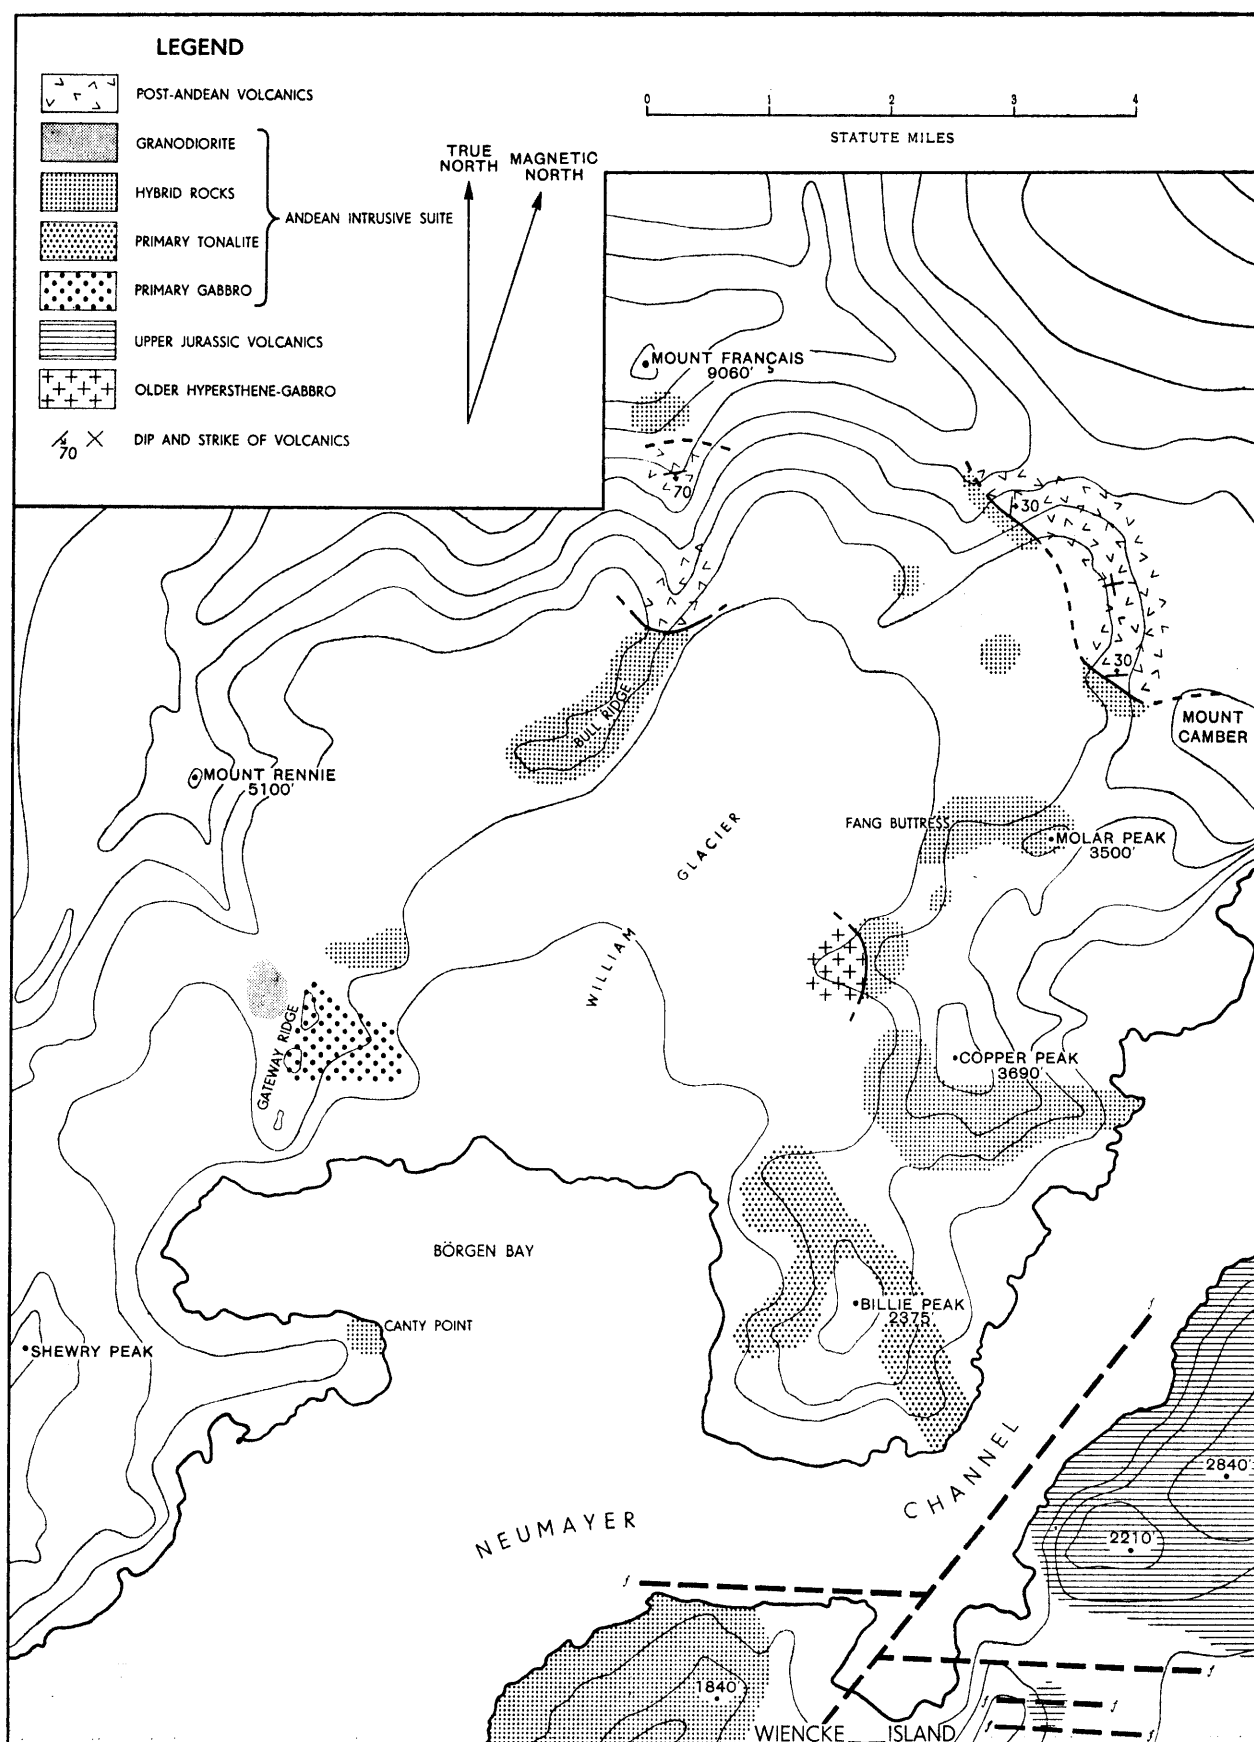 LEGEND
POST-ANDEAN VOLCANICS
GRANODIORITE
HYBRID ROCKS
ANDEAN INTRUSIVE SUITE
PRIMARY TONALITE
PRIMARY GABBRO
UPPER JURASSIC VOLCANICS
OLDER HYPERSTHENE-GABBRO
70
DIP AND STRIKE OF VOLCANICS
TRUE
NORTH
MAGNETIC
NORTH
0 1 2 3 4
STATUTE MILES
MOUNT FRANÇAIS
9060'
70
30
30
BULL RIDGE
MOUNT
CAMBER
MOUNT RENNIE
5100'
FANG BUTTRESS
MOLAR PEAK
3500'
WILLIAM GLACIER
GATEWAY RIDGE
COPPER PEAK
3690'
BÖRGEN BAY
BILLIE PEAK
2375'
CANTY POINT
SHEWRY PEAK
f
NEUMAYER CHANNEL
2840'
2210'
f
f
1840'
f f
f f
WIENCKE ISLAND